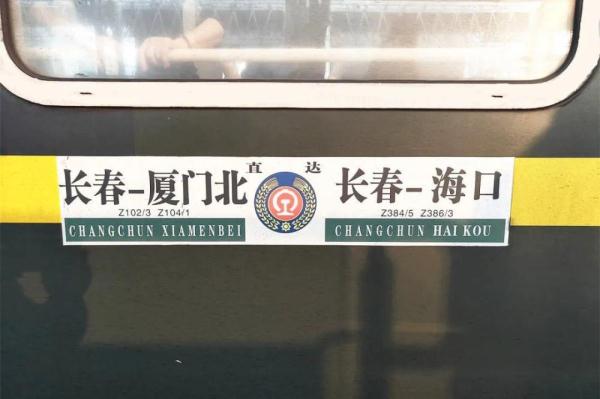 长春-厦门北
Z102/3 Z104/1
CHANGCHUN XIAMENBEI
直达
长春-海口
Z384/5 Z386/3
CHANGCHUN HAI KOU